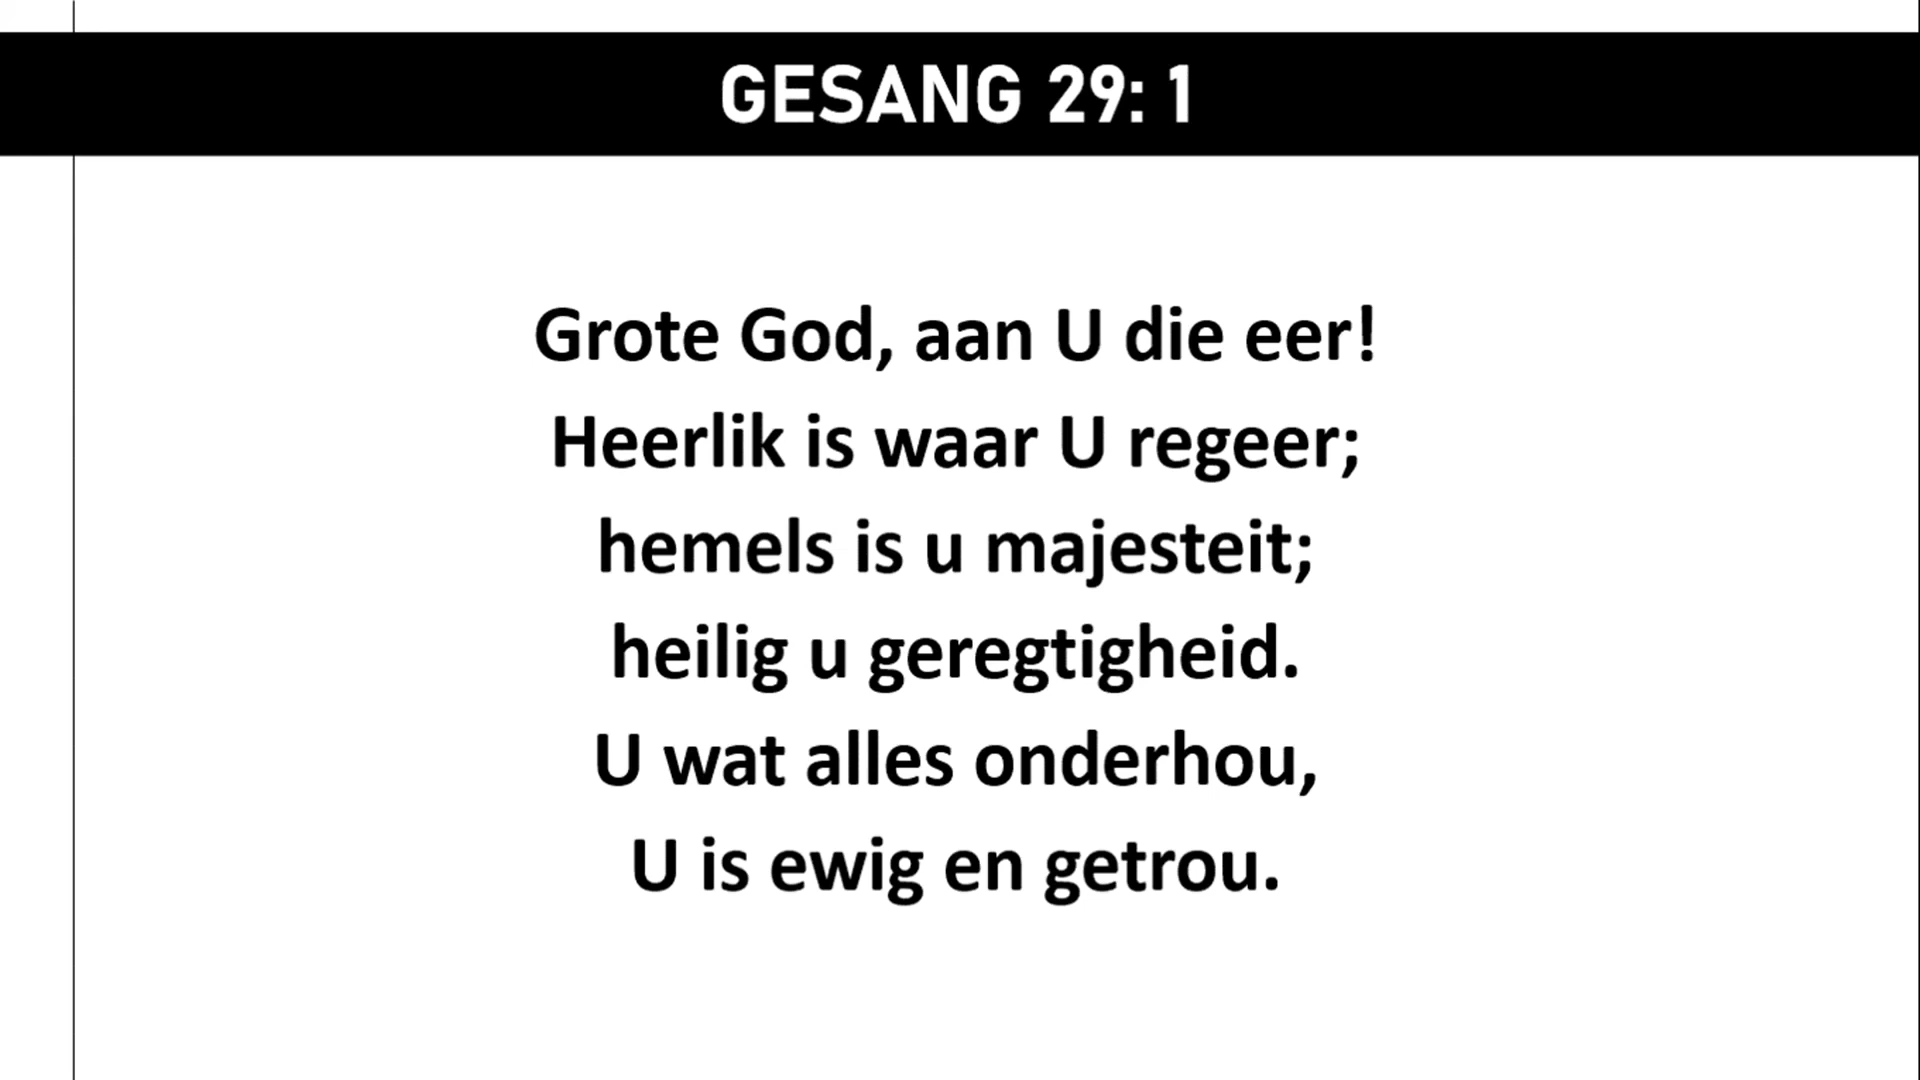 GESANG 29: 1
Grote God, aan U die eer!
Heerlik is waar U regeer;
hemels is u majesteit;
heilig u geregtigheid.
U wat alles onderhou,
U is ewig en getrou.